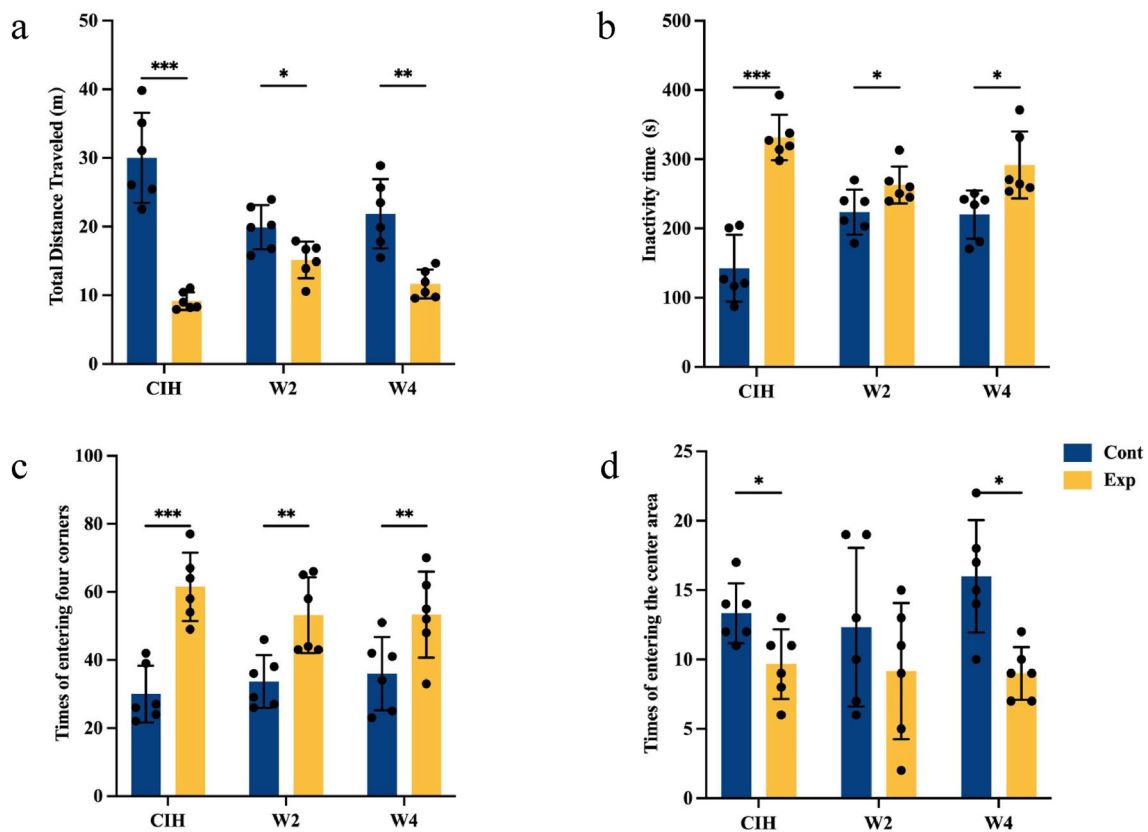 a
Total Distance Traveled (m)
50
40
30
20
10
0
***
*
**
CIH
W2
W4
b
Inactivity time (s)
500
400
300
200
100
0
***
*
*
CIH
W2
W4
c
Times of entering four corners
100
80
60
40
20
0
***
**
**
CIH
W2
W4
d
Times of entering the center area
25
20
15
10
5
0
*
*
CIH
W2
W4
Cont
Exp